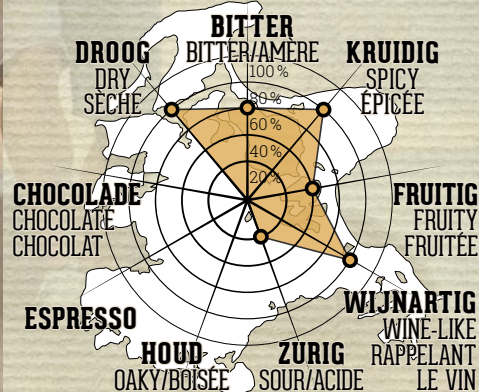 BITTER
BITTER/AMÈRE
DROOG
DRY
SÈCHE
KRUIDIG
SPICY
ÉPICÉE
100%
80%
60%
40%
20%
CHOCOLADE
CHOCOLATE
CHOCOLAT
FRUITIG
FRUITY
FRUITÉE
ESPRESSO
WIJNARTIG
WINE-LIKE
RAPPELANT
LE VIN
HOUD
OAKY/BOISÉE
ZURIG
SOUR/ACIDE